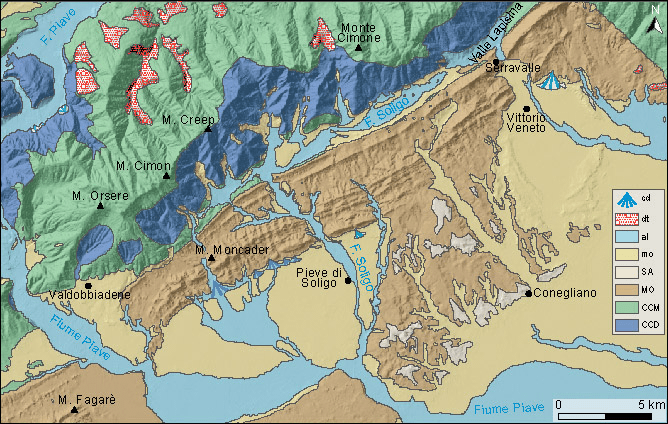 F. Piave
Monte
Cimone
Valle Lapisina
N
Serravalle
M. Creep
F. Soligo
Vittorio
Veneto
M. Cimon
M. Orsere
cd
dt
al
mo
SA
MO
CCM
CCD
M. Moncader
F. Soligo
Pieve di
Soligo
Valdobbiadene
Conegliano
Fiume Piave
M. Fagarè
Fiume Piave
0 5 km